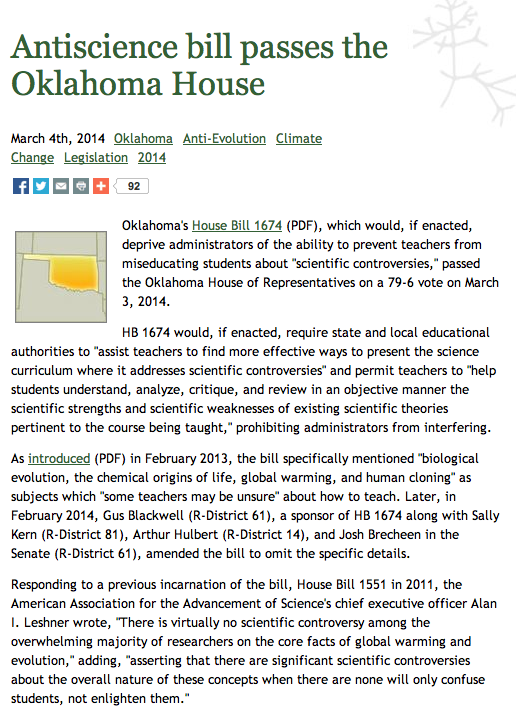 Antiscience bill passes the
Oklahoma House
March 4th, 2014 Oklahoma Anti-Evolution Climate
Change Legislation 2014
92
Oklahoma's House Bill 1674 (PDF), which would, if enacted,
deprive administrators of the ability to prevent teachers from
miseducating students about "scientific controversies," passed
the Oklahoma House of Representatives on a 79-6 vote on March
3, 2014.
HB 1674 would, if enacted, require state and local educational
authorities to "assist teachers to find more effective ways to present the science
curriculum where it addresses scientific controversies" and permit teachers to "help
students understand, analyze, critique, and review in an objective manner the
scientific strengths and scientific weaknesses of existing scientific theories
pertinent to the course being taught," prohibiting administrators from interfering.
As introduced (PDF) in February 2013, the bill specifically mentioned "biological
evolution, the chemical origins of life, global warming, and human cloning" as
subjects which "some teachers may be unsure" about how to teach. Later, in
February 2014, Gus Blackwell (R-District 61), a sponsor of HB 1674 along with Sally
Kern (R-District 81), Arthur Hulbert (R-District 14), and Josh Brecheen in the
Senate (R-District 61), amended the bill to omit the specific details.
Responding to a previous incarnation of the bill, House Bill 1551 in 2011, the
American Association for the Advancement of Science's chief executive officer Alan
I. Leshner wrote, "There is virtually no scientific controversy among the
overwhelming majority of researchers on the core facts of global warming and
evolution," adding, "asserting that there are significant scientific controversies
about the overall nature of these concepts when there are none will only confuse
students, not enlighten them."